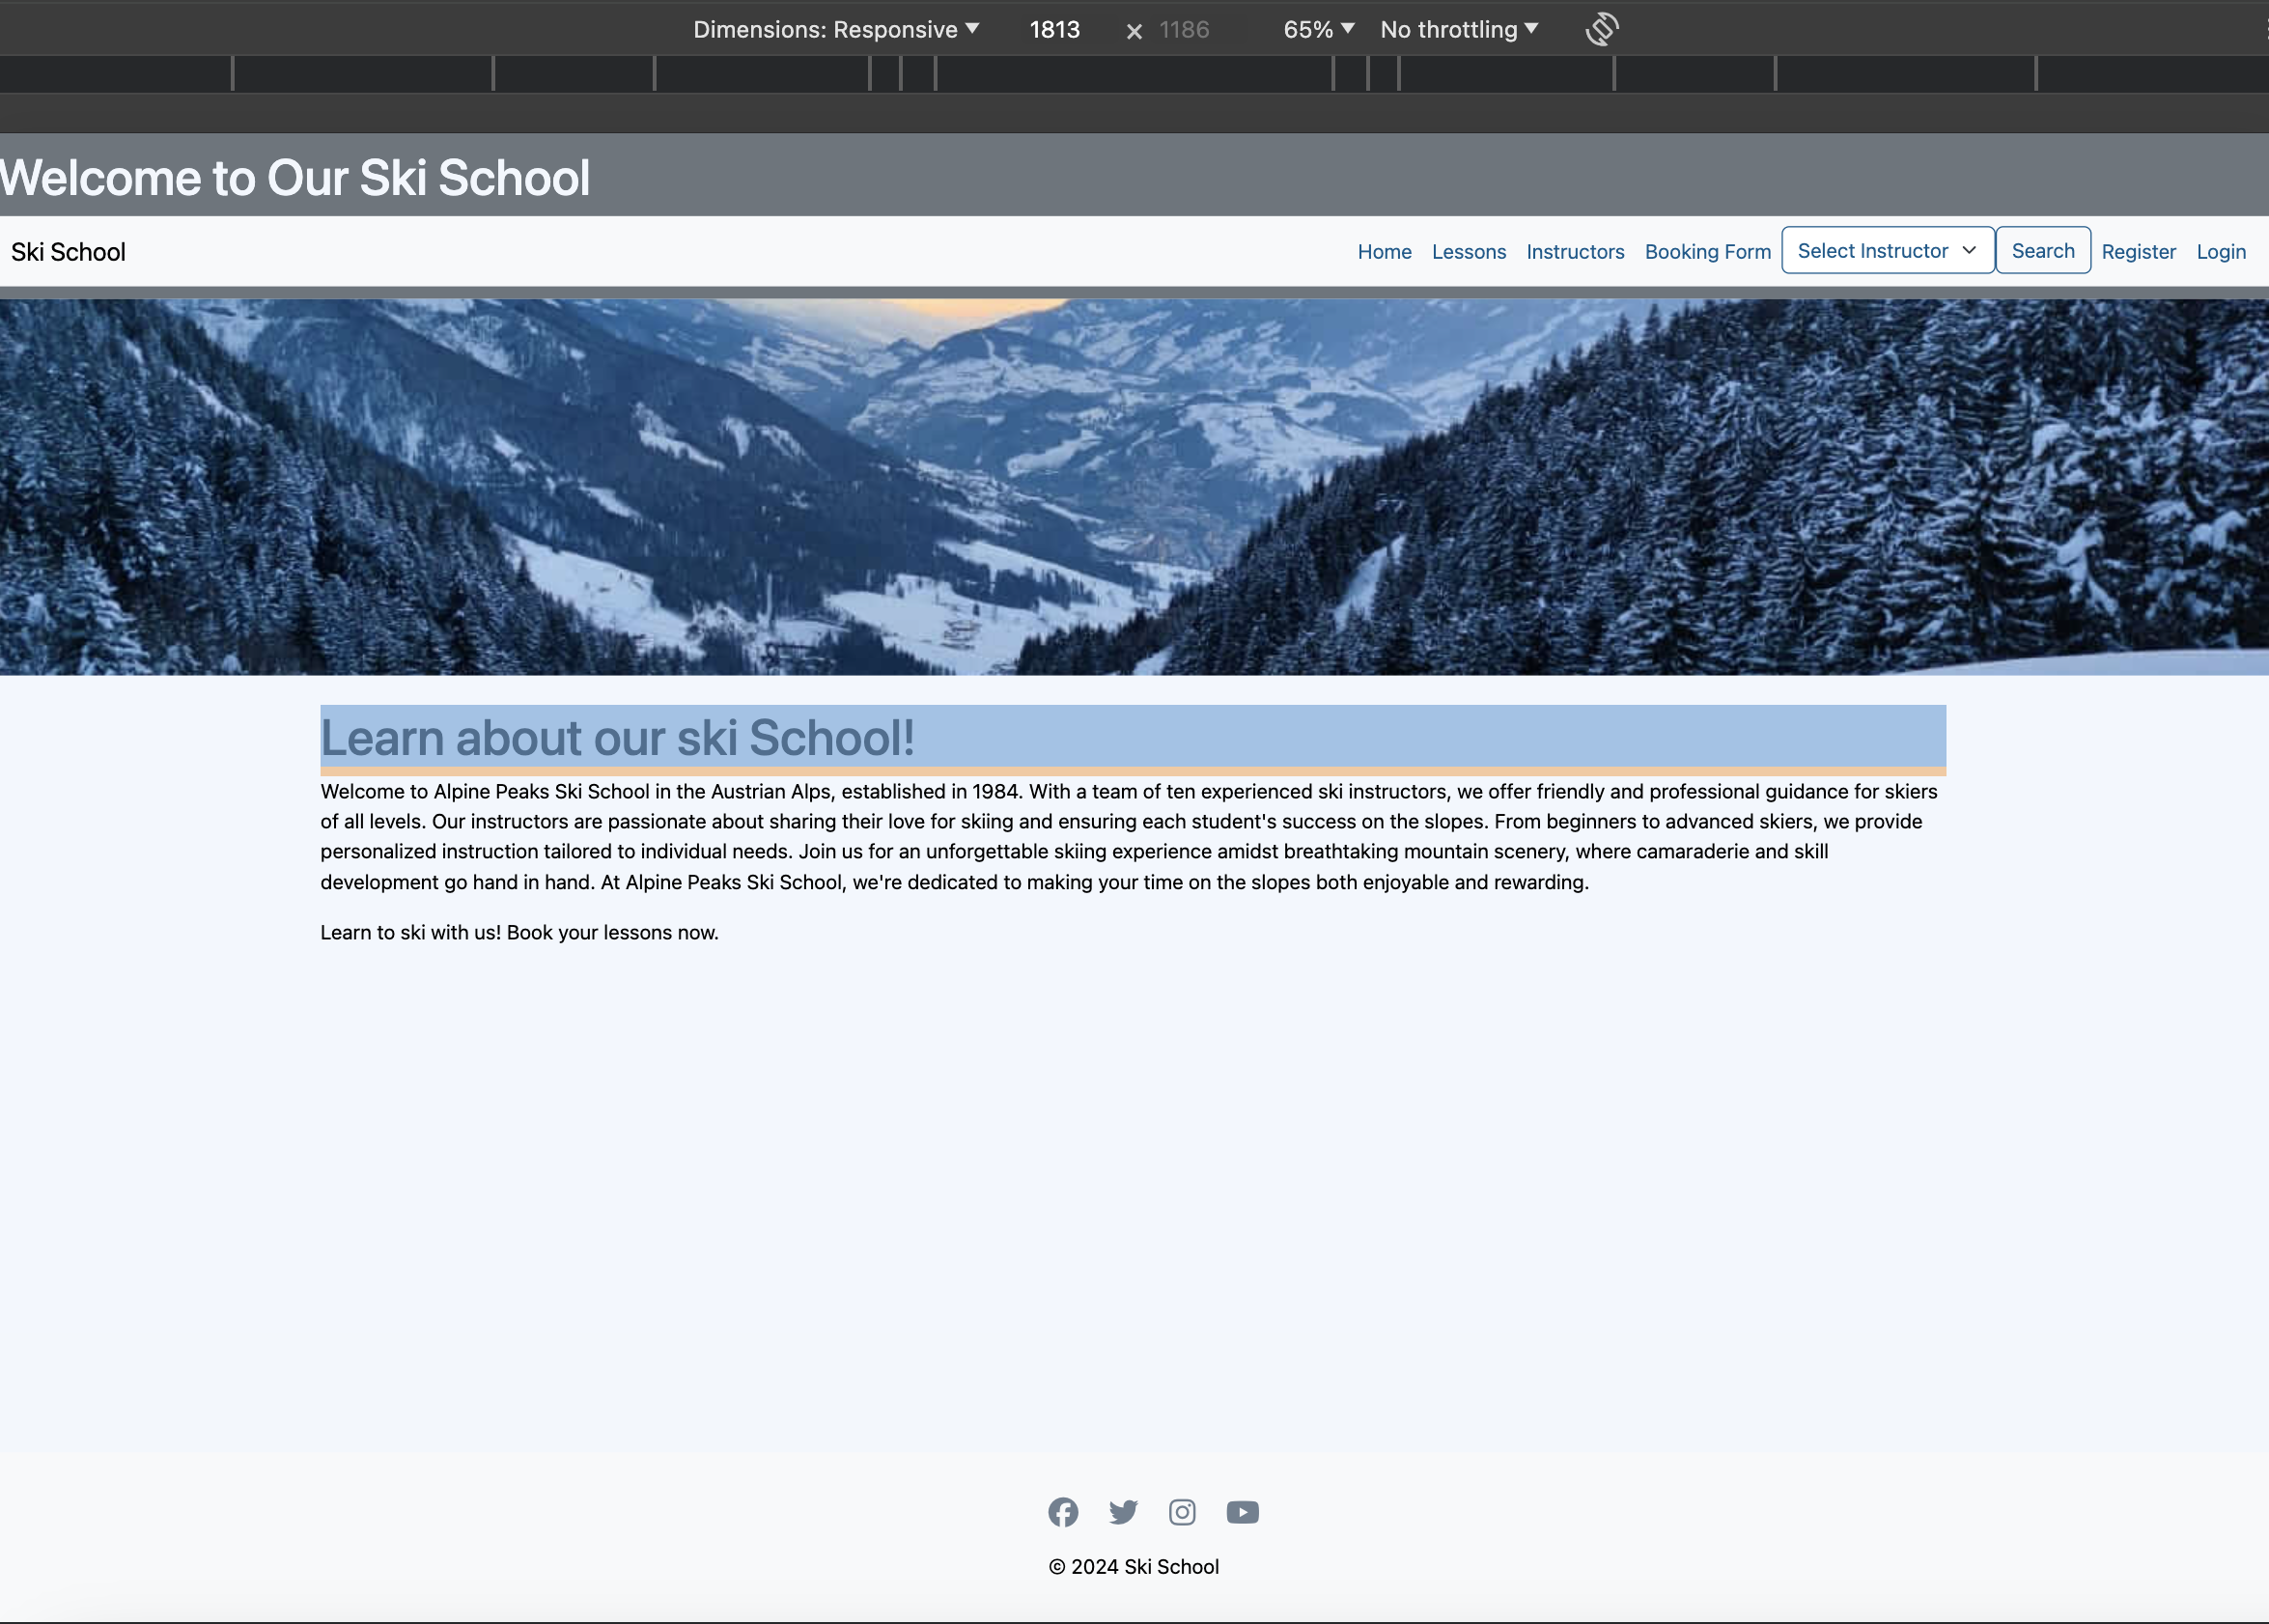 Dimensions: Responsive 1813 × 1186 65% No throttling
Welcome to Our Ski School
Ski School Home Lessons Instructors Booking Form Select Instructor Search Register Login
Learn about our ski School!
Welcome to Alpine Peaks Ski School in the Austrian Alps, established in 1984. With a team of ten experienced ski instructors, we offer friendly and professional guidance for skiers
of all levels. Our instructors are passionate about sharing their love for skiing and ensuring each student's success on the slopes. From beginners to advanced skiers, we provide
personalized instruction tailored to individual needs. Join us for an unforgettable skiing experience amidst breathtaking mountain scenery, where camaraderie and skill
development go hand in hand. At Alpine Peaks Ski School, we're dedicated to making your time on the slopes both enjoyable and rewarding.
Learn to ski with us! Book your lessons now.
© 2024 Ski School